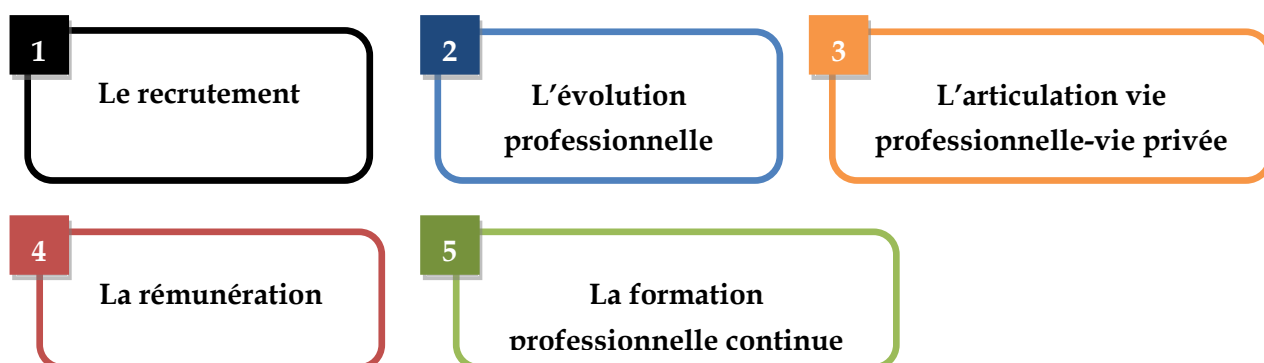 1
Le recrutement
2
L’évolution
professionnelle
3
L’articulation vie
professionnelle-vie privée
4
La rémunération
5
La formation
professionnelle continue